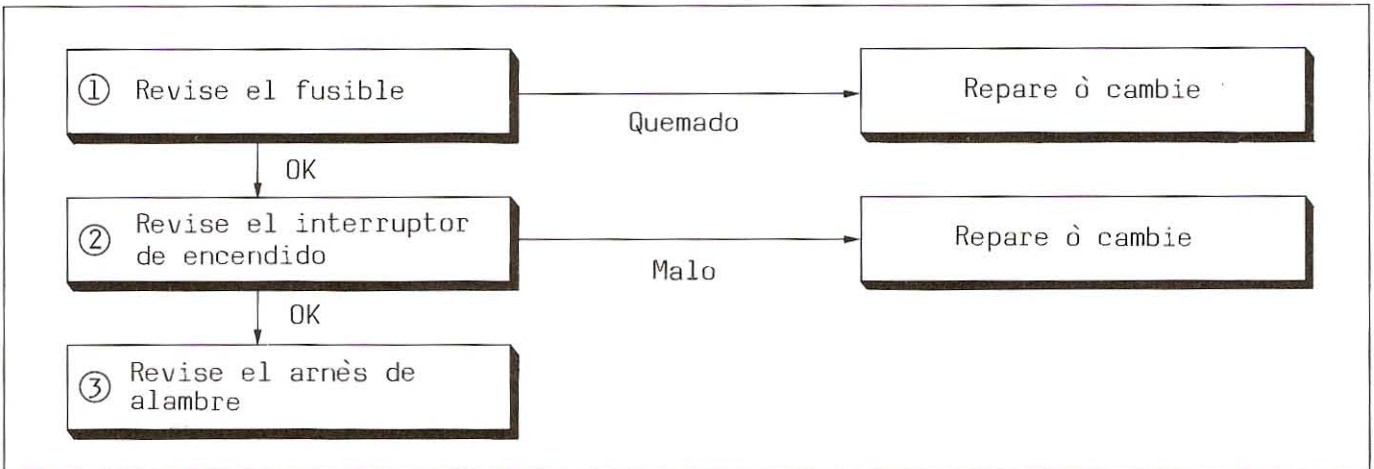 ① Revise el fusible
Quemado
Repare ò cambie
OK
② Revise el interruptor
de encendido
Malo
Repare ò cambie
OK
③ Revise el arnès de
alambre